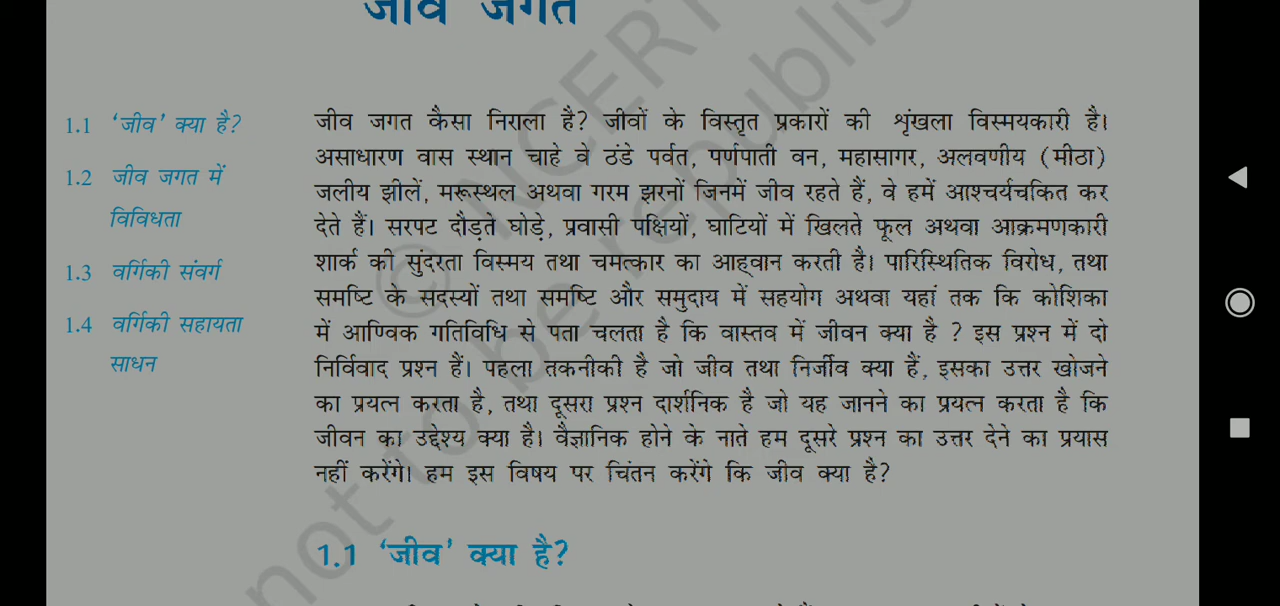 जीव जगत
1.1 ‘जीव’ क्या है?
1.2 जीव जगत में
विविधता
1.3 वर्गिकी संवर्ग
1.4 वर्गिकी सहायता
साधन
जीव जगत कैसा निराला है? जीवों के विस्तृत प्रकारों की शृंखला विस्मयकारी है।
असाधारण वास स्थान चाहे वे ठंडे पर्वत, पर्णपाती वन, महासागर, अलवणीय (मीठा)
जलीय झीलें, मरूस्थल अथवा गरम झरनों जिनमें जीव रहते हैं, वे हमें आश्चर्यचकित कर
देते हैं। सरपट दौड़ते घोड़े, प्रवासी पक्षियों, घाटियों में खिलते फूल अथवा आक्रमणकारी
शार्क की सुंदरता विस्मय तथा चमत्कार का आह्वान करती है। पारिस्थितिक विरोध, तथा
समष्टि के सदस्यों तथा समष्टि और समुदाय में सहयोग अथवा यहां तक कि कोशिका
में आण्विक गतिविधि से पता चलता है कि वास्तव में जीवन क्या है ? इस प्रश्न में दो
निर्विवाद प्रश्न हैं। पहला तकनीकी है जो जीव तथा निर्जीव क्या हैं, इसका उत्तर खोजने
का प्रयत्न करता है, तथा दूसरा प्रश्न दार्शनिक है जो यह जानने का प्रयत्न करता है कि
जीवन का उद्देश्य क्या है। वैज्ञानिक होने के नाते हम दूसरे प्रश्न का उत्तर देने का प्रयास
नहीं करेंगे। हम इस विषय पर चिंतन करेंगे कि जीव क्या है?
1.1 ‘जीव’ क्या है?
© NCERT
not to be republis